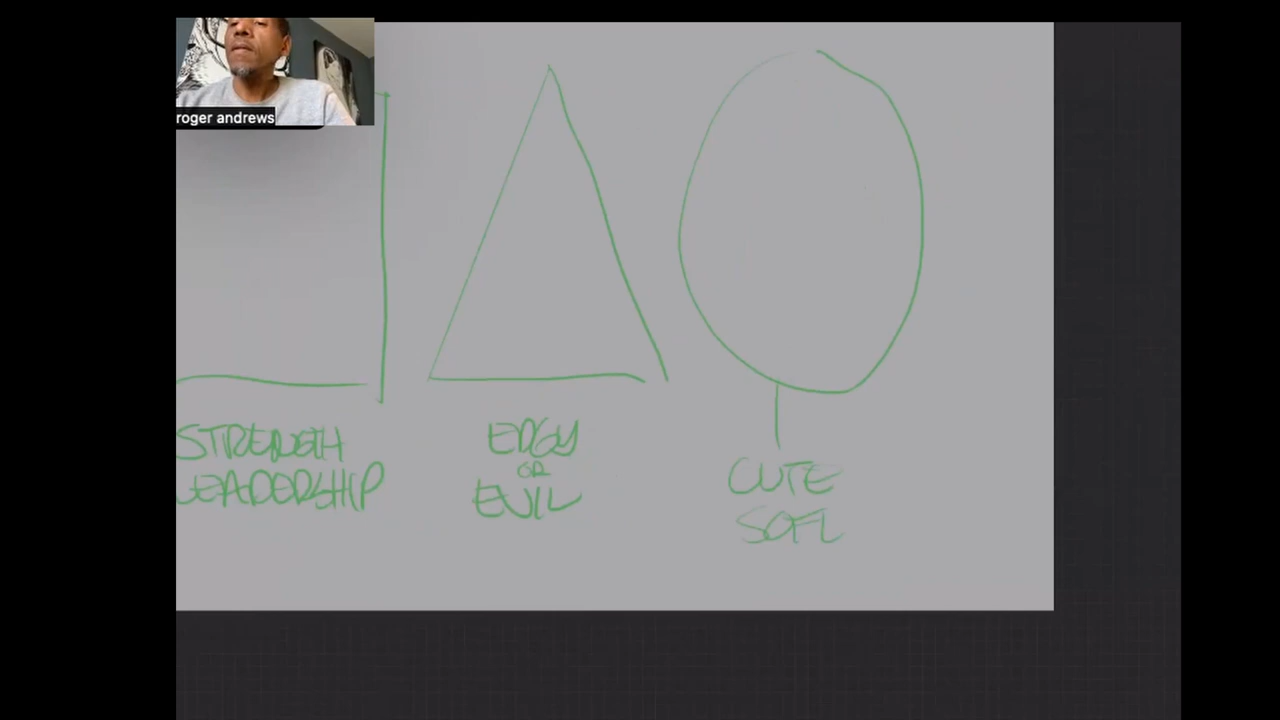 roger andrews
STRENGTH
LEADERSHIP
EDGY
OR
EVIL
CUTE
SOFT